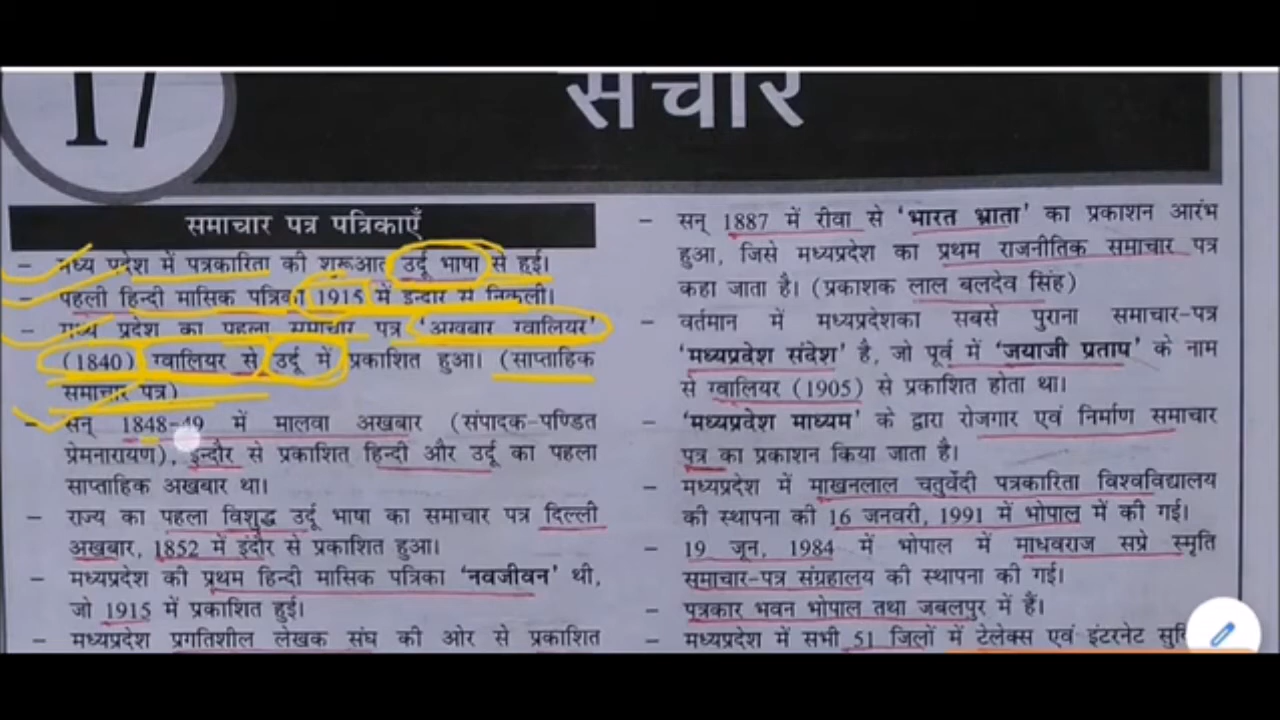 17
संचार
समाचार पत्र पत्रिकाएँ
– मध्य प्रदेश में पत्रकारिता की शुरूआत उर्दू भाषा से हुई।
– पहली हिन्दी मासिक पत्रिका 1915 में इन्दौर से निकली।
– मध्य प्रदेश का पहला समाचार पत्र 'अखबार ग्वालियर'
(1840) ग्वालियर से उर्दू में प्रकाशित हुआ। (साप्ताहिक
समाचार पत्र)
– सन् 1848-49 में मालवा अखबार (संपादक-पण्डित
प्रेमनारायण), इन्दौर से प्रकाशित हिन्दी और उर्दू का पहला
साप्ताहिक अखबार था।
– राज्य का पहला विशुद्ध उर्दू भाषा का समाचार पत्र दिल्ली
अखबार, 1852 में इंदौर से प्रकाशित हुआ।
– मध्यप्रदेश की प्रथम हिन्दी मासिक पत्रिका 'नवजीवन' थी,
जो 1915 में प्रकाशित हुई।
– मध्यप्रदेश प्रगतिशील लेखक संघ की ओर से प्रकाशित
– सन् 1887 में रीवा से 'भारत भ्राता' का प्रकाशन आरंभ
हुआ, जिसे मध्यप्रदेश का प्रथम राजनीतिक समाचार पत्र
कहा जाता है। (प्रकाशक लाल बलदेव सिंह)
– वर्तमान में मध्यप्रदेशका सबसे पुराना समाचार-पत्र
'मध्यप्रदेश संदेश' है, जो पूर्व में 'जयाजी प्रताप' के नाम
से ग्वालियर (1905) से प्रकाशित होता था।
– 'मध्यप्रदेश माध्यम' के द्वारा रोजगार एवं निर्माण समाचार
पत्र का प्रकाशन किया जाता है।
– मध्यप्रदेश में माखनलाल चतुर्वेदी पत्रकारिता विश्वविद्यालय
की स्थापना की 16 जनवरी, 1991 में भोपाल में की गई।
– 19 जून, 1984 में भोपाल में माधवराज सप्रे स्मृति
समाचार-पत्र संग्रहालय की स्थापना की गई।
– पत्रकार भवन भोपाल तथा जबलपुर में हैं।
– मध्यप्रदेश में सभी 51 जिलों में टेलेक्स एवं इंटरनेट